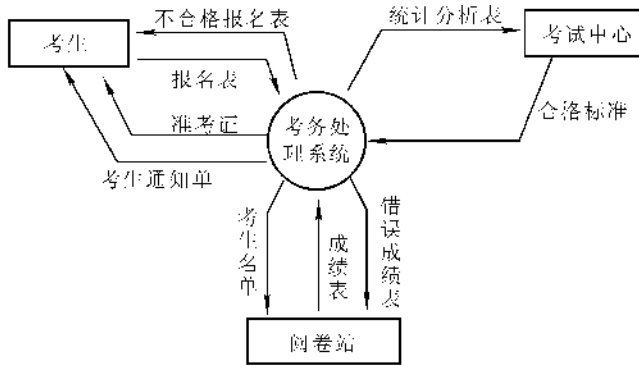 不合格报名表
统计分析表
考生
考试中心
报名表
合格标准
准考证
考务处
理系统
考生通知单
考生名单
成绩表
错误成绩表
阅卷站